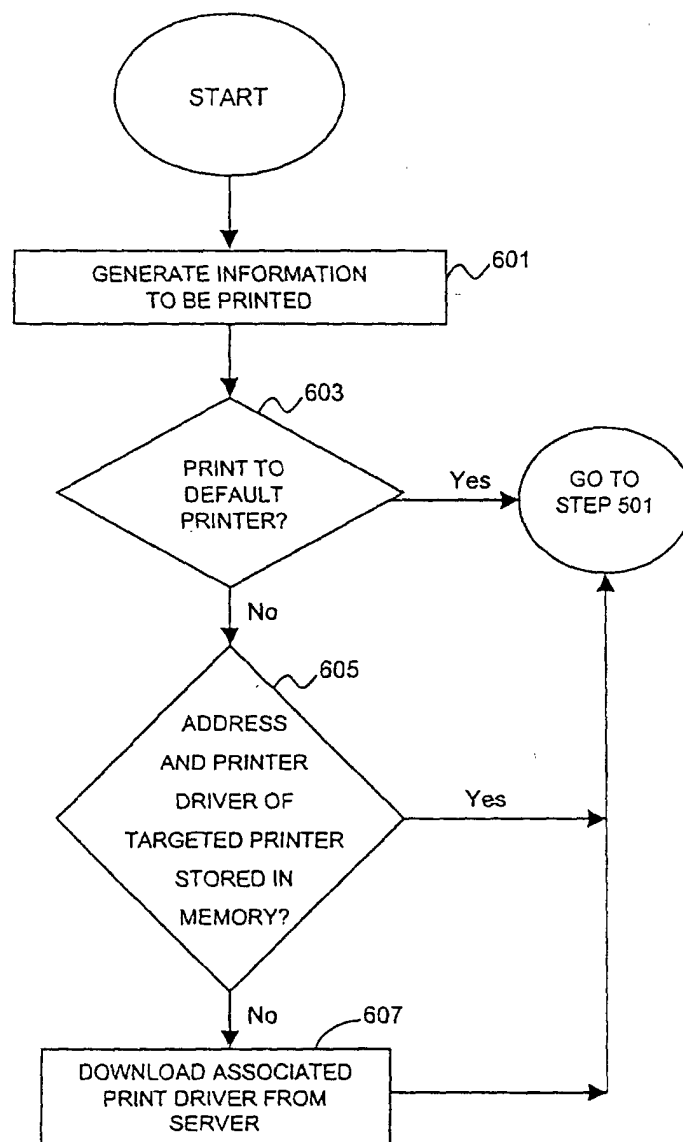 START
GENERATE INFORMATION
TO BE PRINTED
601
603
PRINT TO
DEFAULT
PRINTER?
Yes
GO TO
STEP 501
No
605
ADDRESS
AND PRINTER
DRIVER OF
TARGETED PRINTER
STORED IN
MEMORY?
Yes
No
607
DOWNLOAD ASSOCIATED
PRINT DRIVER FROM
SERVER